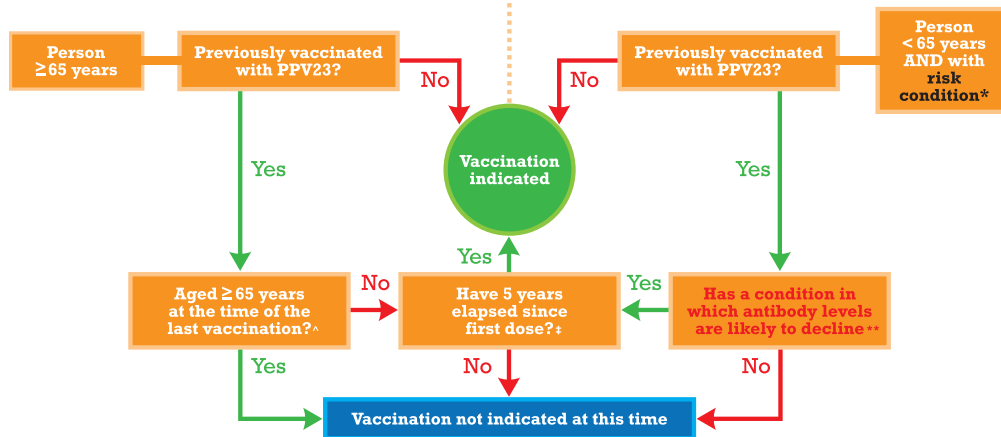 Person
≥ 65 years
Previously vaccinated
with PPV23?
No
Previously vaccinated
with PPV23?
No
Person
< 65 years
AND with
risk
condition*
Vaccination
indicated
Yes
Yes
Yes
Aged ≥ 65 years
at the time of the
last vaccination?^
No
Have 5 years
elapsed since
first dose?‡
Yes
Has a condition in
which antibody levels
are likely to decline**
Yes
No
No
Vaccination not indicated at this time